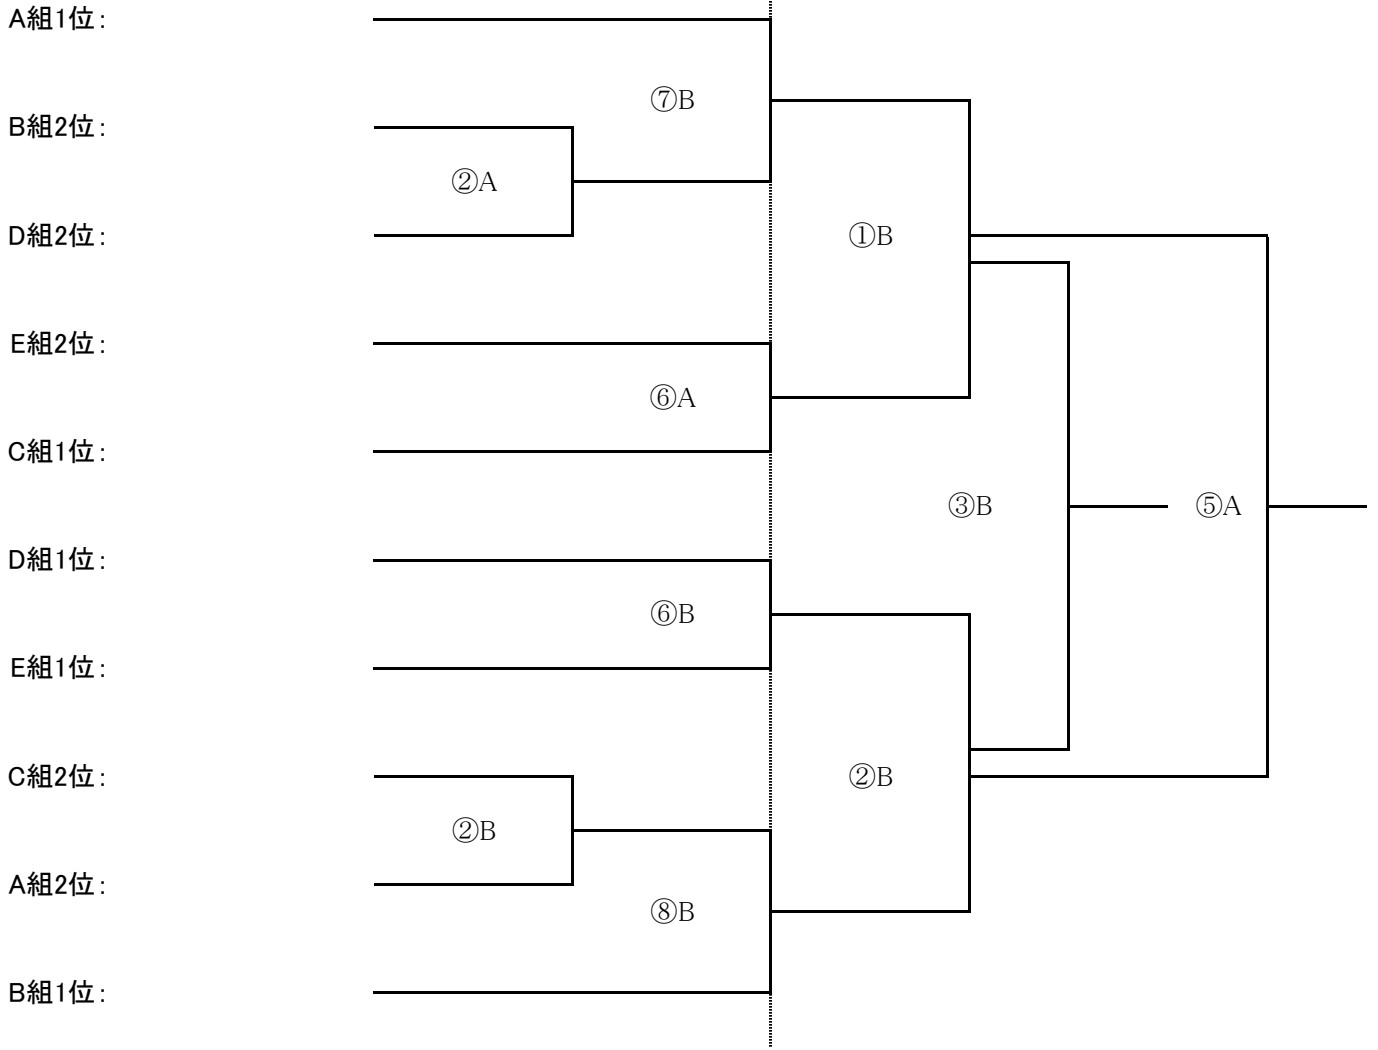 A組1位：
⑦B
B組2位：
②A
D組2位：
①B
E組2位：
⑥A
C組1位：
③B
⑤A
D組1位：
⑥B
E組1位：
C組2位：
②B
②B
A組2位：
⑧B
B組1位：